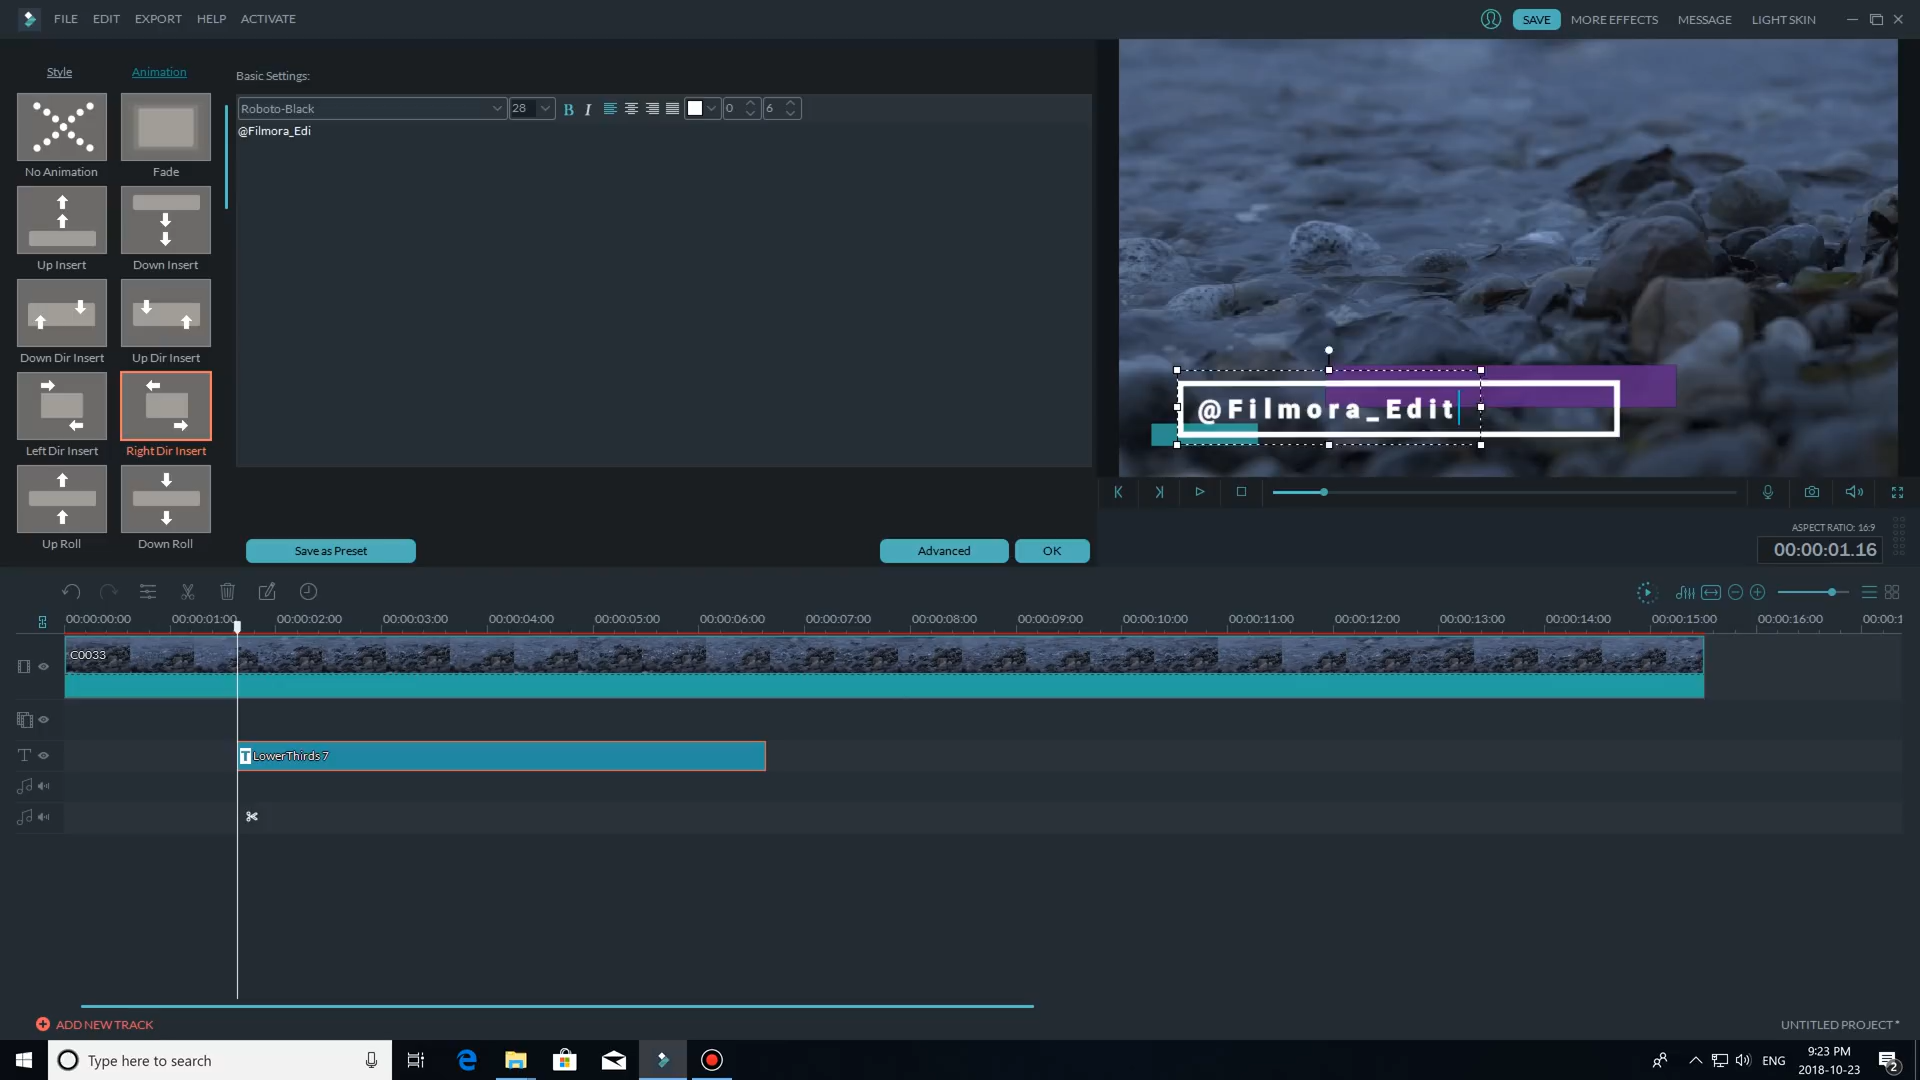 FILE EDIT EXPORT HELP ACTIVATE
SAVE MORE EFFECTS MESSAGE LIGHT SKIN
Style Animation
Basic Settings:
Roboto-Black 28 B I 0 6
@Filmora_Edi
No Animation Fade
Up Insert Down Insert
Down Dir Insert Up Dir Insert
Left Dir Insert Right Dir Insert
Up Roll Down Roll
@Filmora_Edit
Save as Preset Advanced OK
ASPECT RATIO: 16:9
00:00:01.16
00:00:00:00 00:00:01:00 00:00:02:00 00:00:03:00 00:00:04:00 00:00:05:00 00:00:06:00 00:00:07:00 00:00:08:00 00:00:09:00 00:00:10:00 00:00:11:00 00:00:12:00 00:00:13:00 00:00:14:00 00:00:15:00 00:00:16:00 00:00:1
C0033
T T LowerThirds 7
ADD NEW TRACK
UNTITLED PROJECT *
Type here to search
ENG
9:23 PM
2018-10-23
2